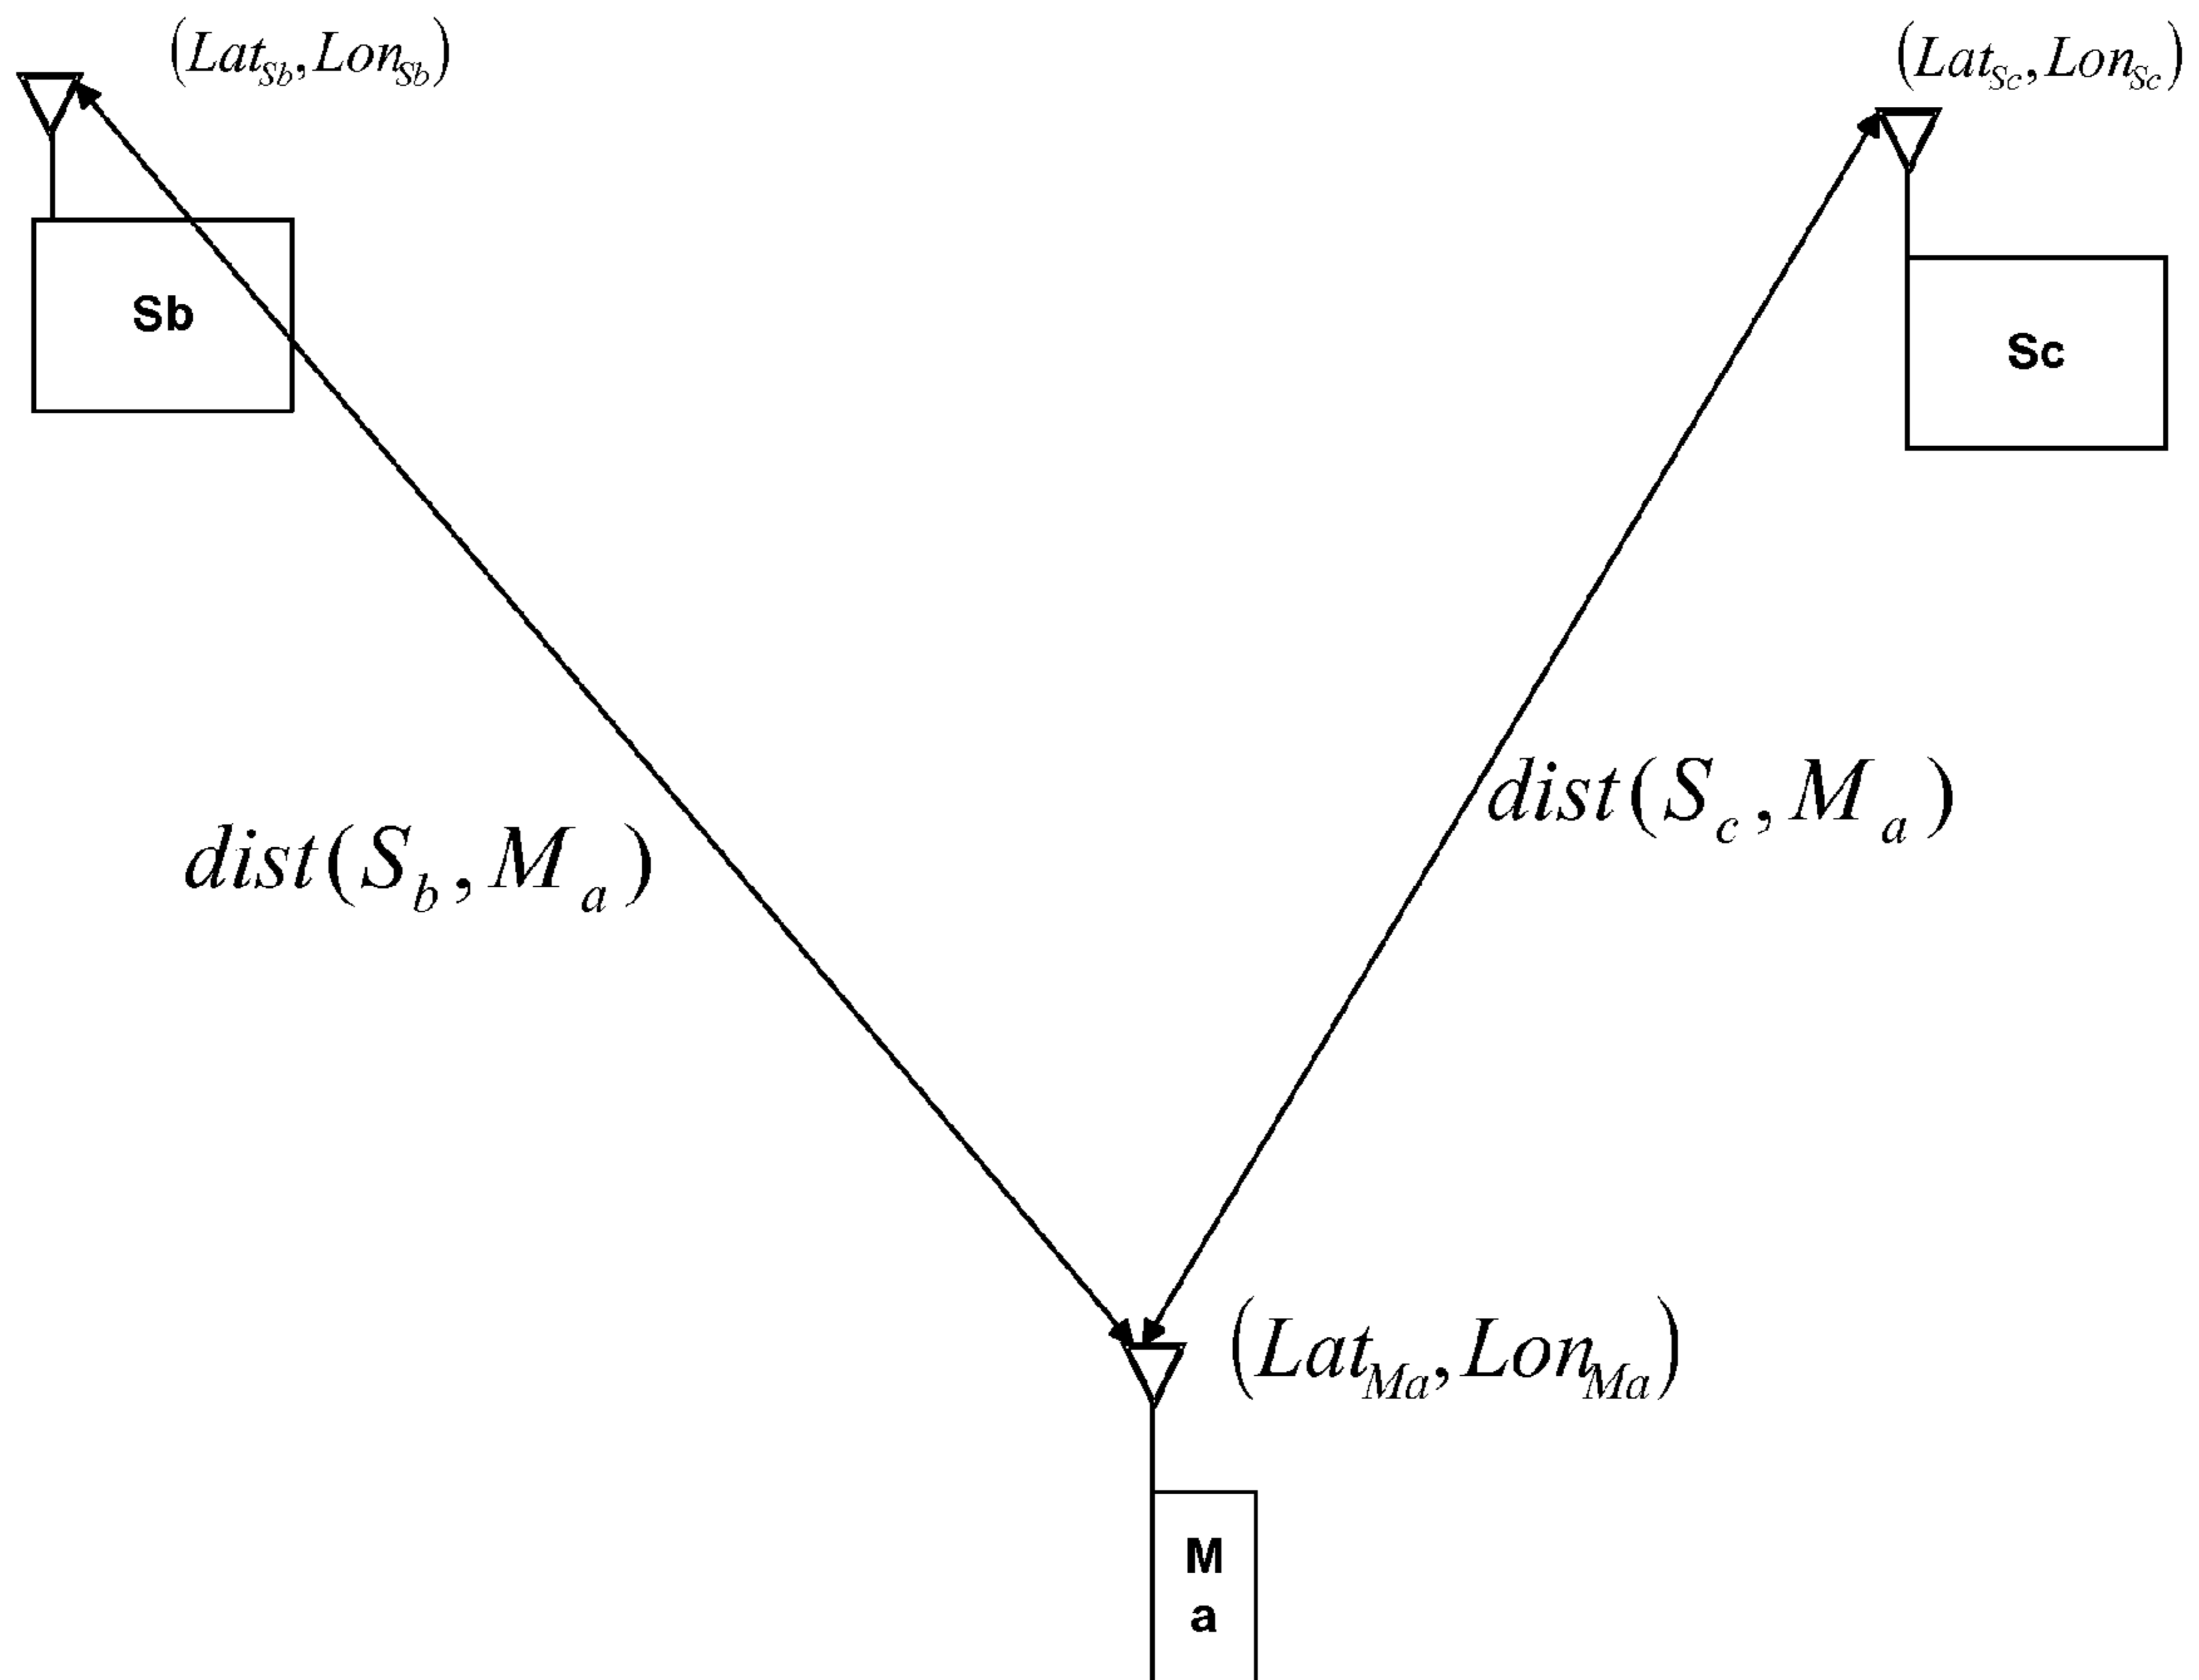 (Lat_Sb, Lon_Sb)
(Lat_Sc, Lon_Sc)
Sb
Sc
dist(S_c, M_a)
dist(S_b, M_a)
(Lat_Ma, Lon_Ma)
M
a